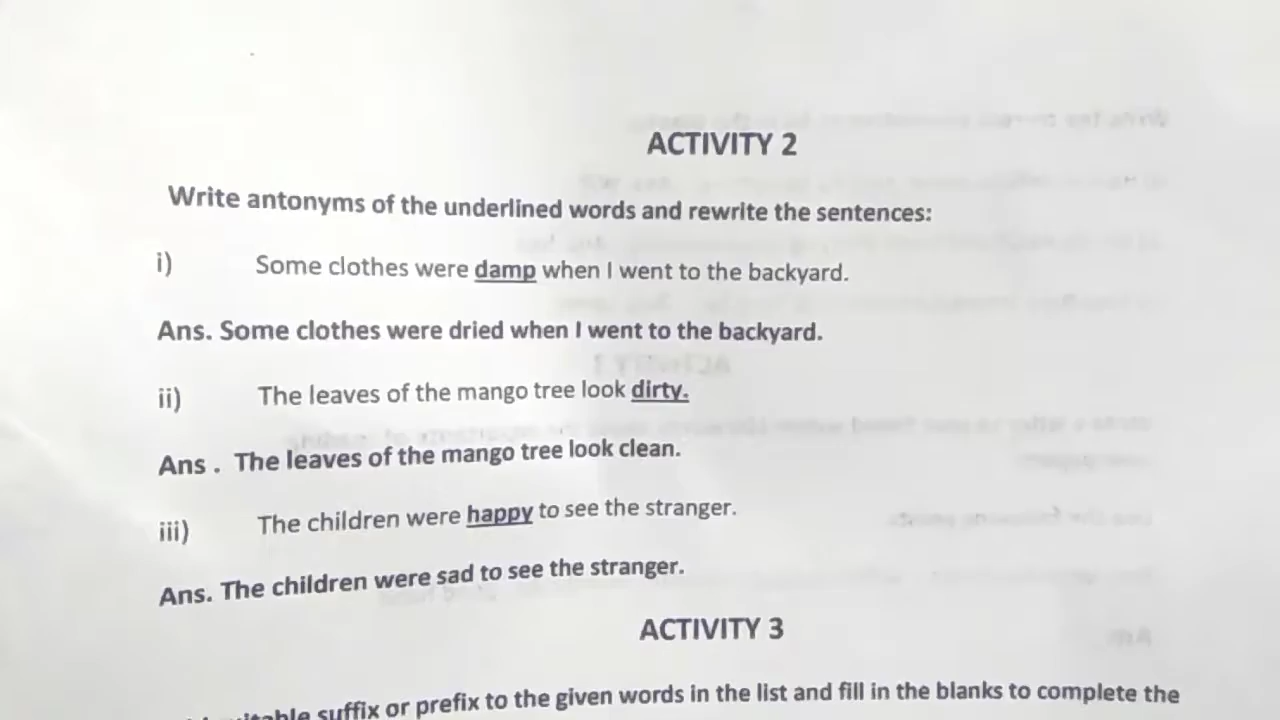 ACTIVITY 2
Write antonyms of the underlined words and rewrite the sentences:
i) Some clothes were damp when I went to the backyard.
Ans. Some clothes were dried when I went to the backyard.
ii) The leaves of the mango tree look dirty.
Ans . The leaves of the mango tree look clean.
iii) The children were happy to see the stranger.
Ans. The children were sad to see the stranger.
ACTIVITY 3
suffix or prefix to the given words in the list and fill in the blanks to complete the